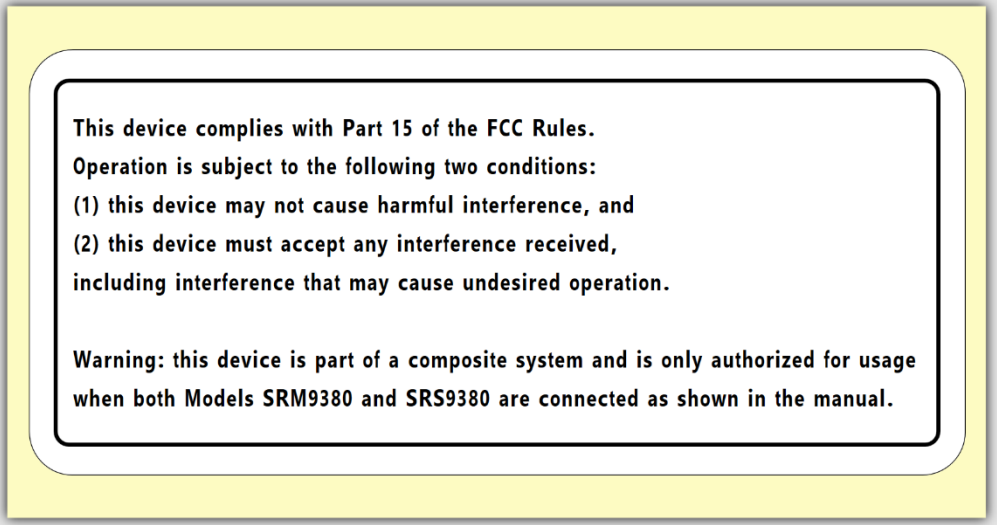 This device complies with Part 15 of the FCC Rules.
Operation is subject to the following two conditions:
(1) this device may not cause harmful interference, and
(2) this device must accept any interference received,
including interference that may cause undesired operation.
Warning: this device is part of a composite system and is only authorized for usage
when both Models SRM9380 and SRS9380 are connected as shown in the manual.